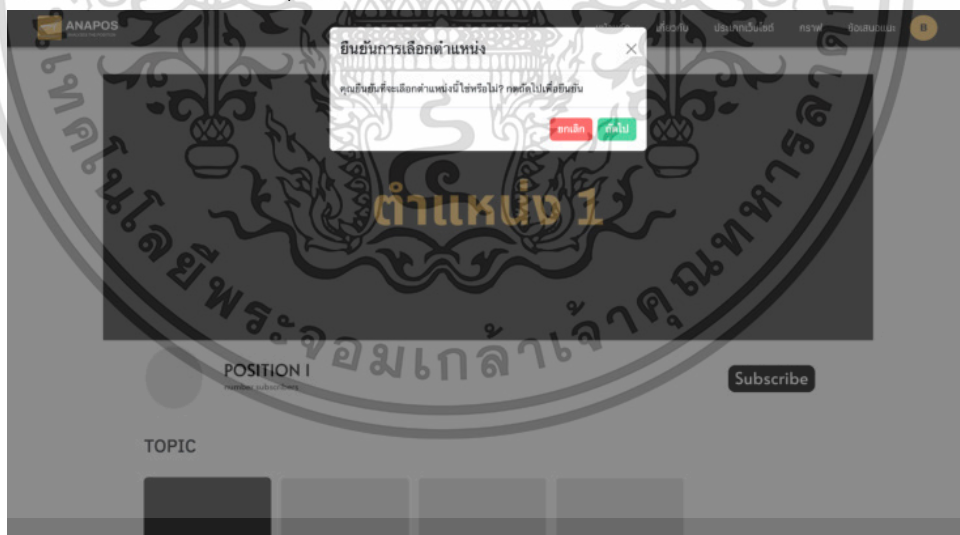 ANAPOS
เกี่ยวกับ
ประเภทเว็บไซต์
กราฟ
ข้อเสนอแนะ
B
ยืนยันการเลือกตำแหน่ง
คุณยืนยันที่จะเลือกตำแหน่งนี้ใช่หรือไม่? กดถัดไปเพื่อยืนยัน
ยกเลิก
ถัดไป
ตำแหน่ง 1
POSITION I
number subscribers
Subscribe
TOPIC